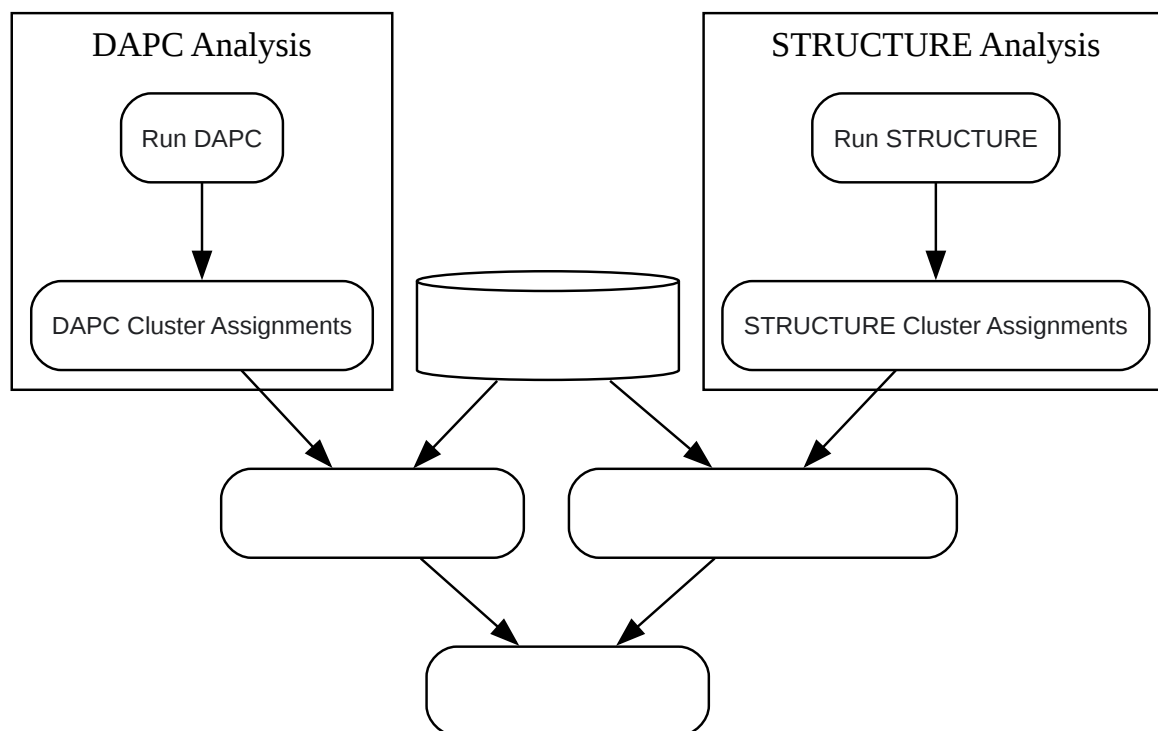 DAPC Analysis
STRUCTURE Analysis
Run DAPC
Run STRUCTURE
DAPC Cluster Assignments
STRUCTURE Cluster Assignments